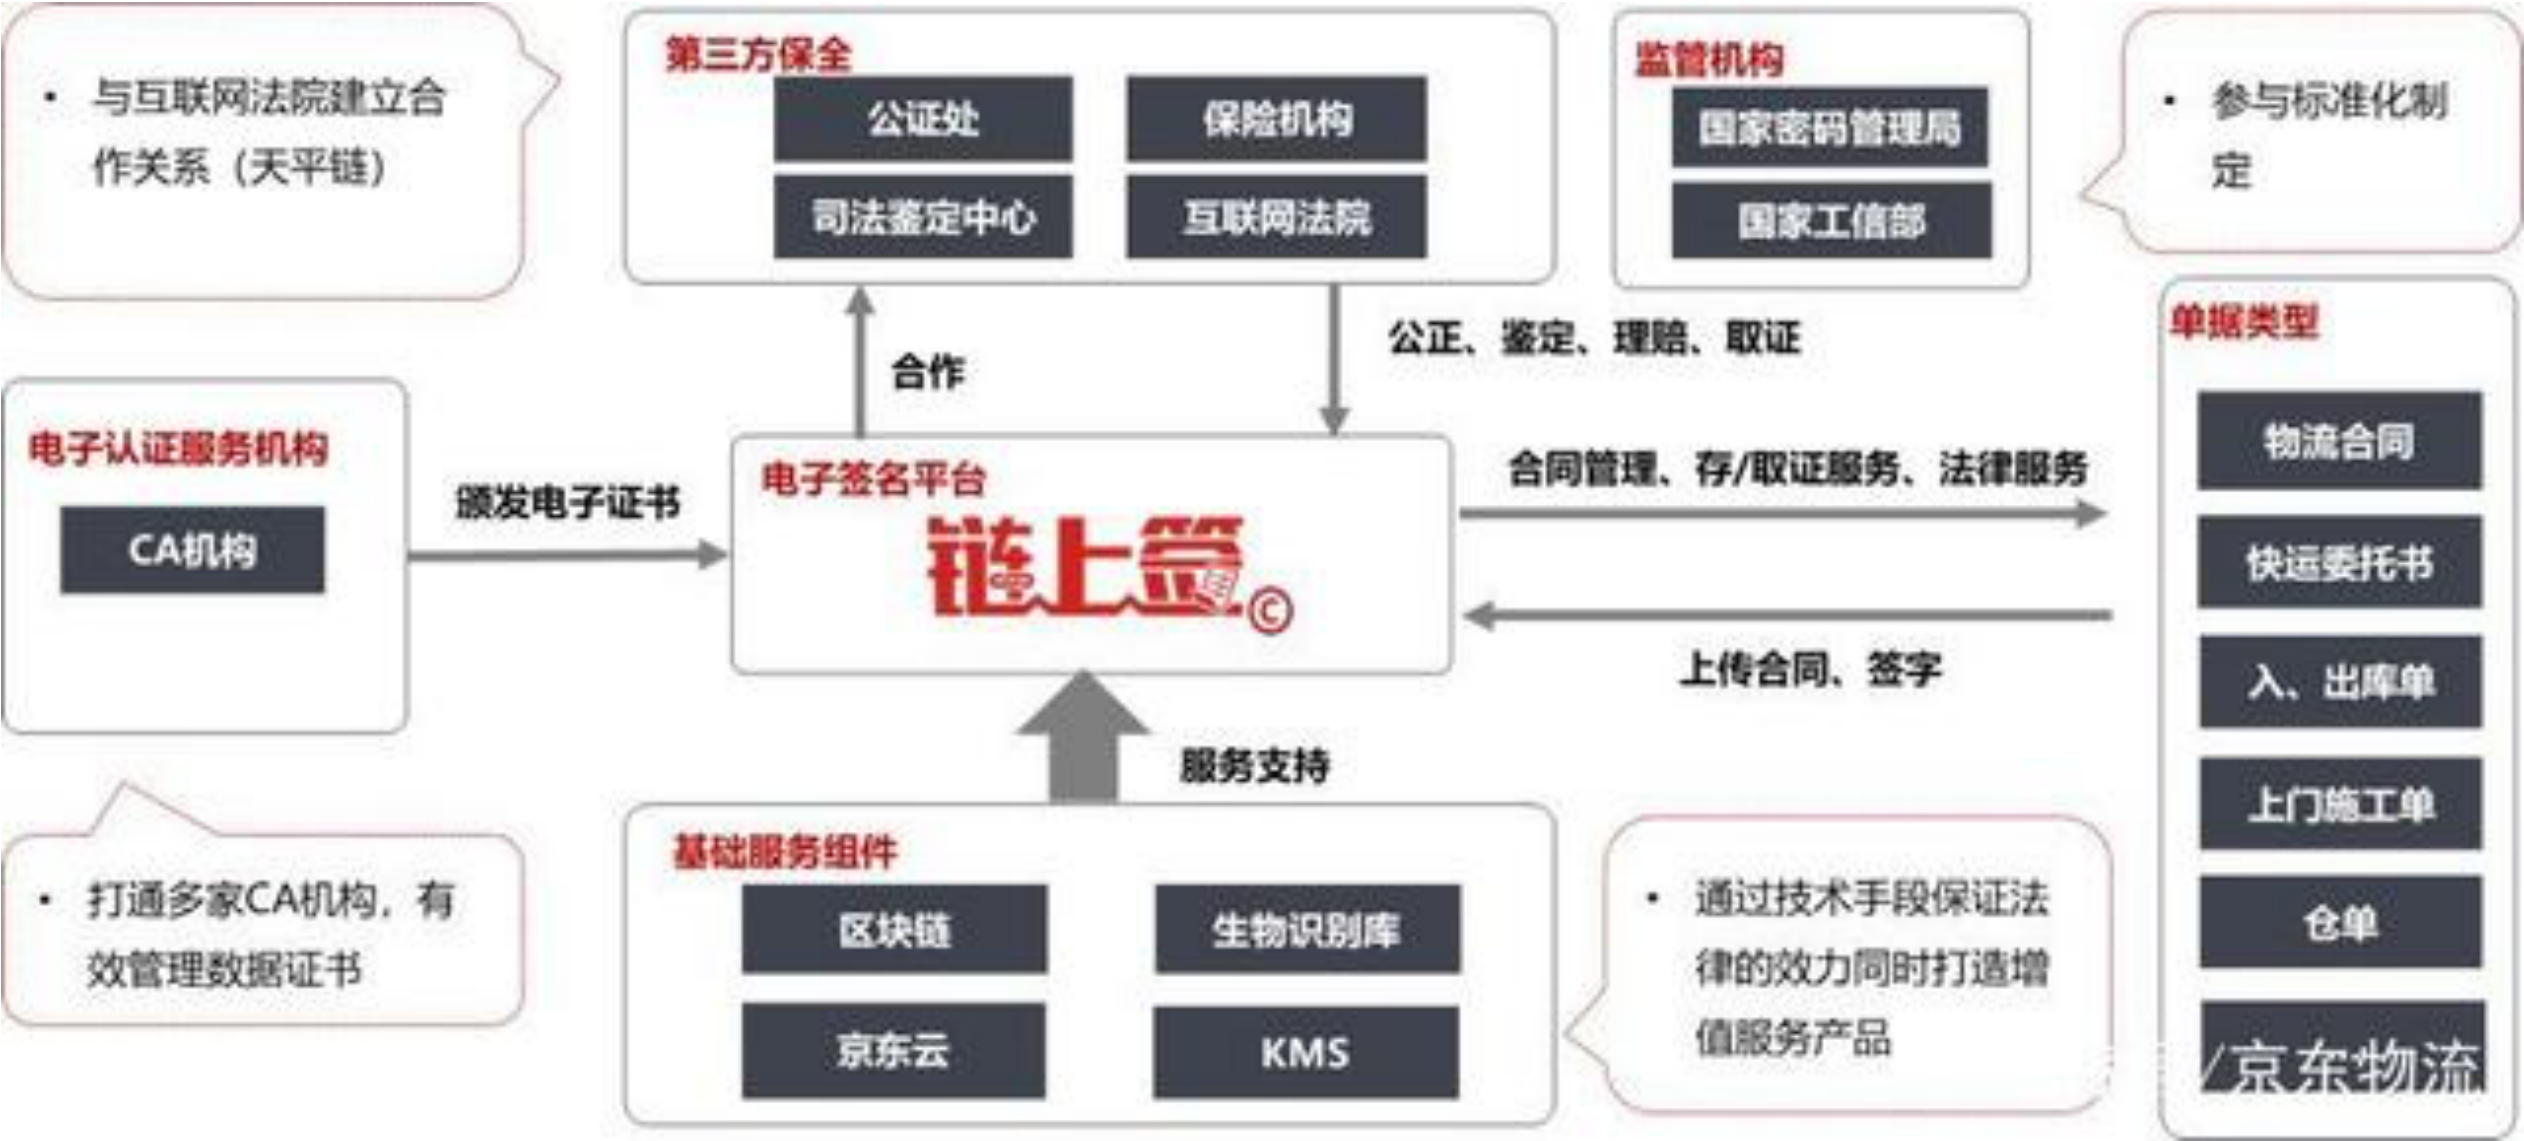 与互联网法院建立合
作关系（天平链）
第三方保全
公证处
保险机构
司法鉴定中心
互联网法院
监管机构
国家密码管理局
国家工信部
参与标准化制
定
合作
公正、鉴定、理赔、取证
电子认证服务机构
CA机构
颁发电子证书
电子签名平台
链上签©
合同管理、存/取证服务、法律服务
上传合同、签字
单据类型
物流合同
快运委托书
入、出库单
上门施工单
仓单
/京东物流
服务支持
打通多家CA机构，有
效管理数据证书
基础服务组件
区块链
生物识别库
京东云
KMS
通过技术手段保证法
律的效力同时打造增
值服务产品